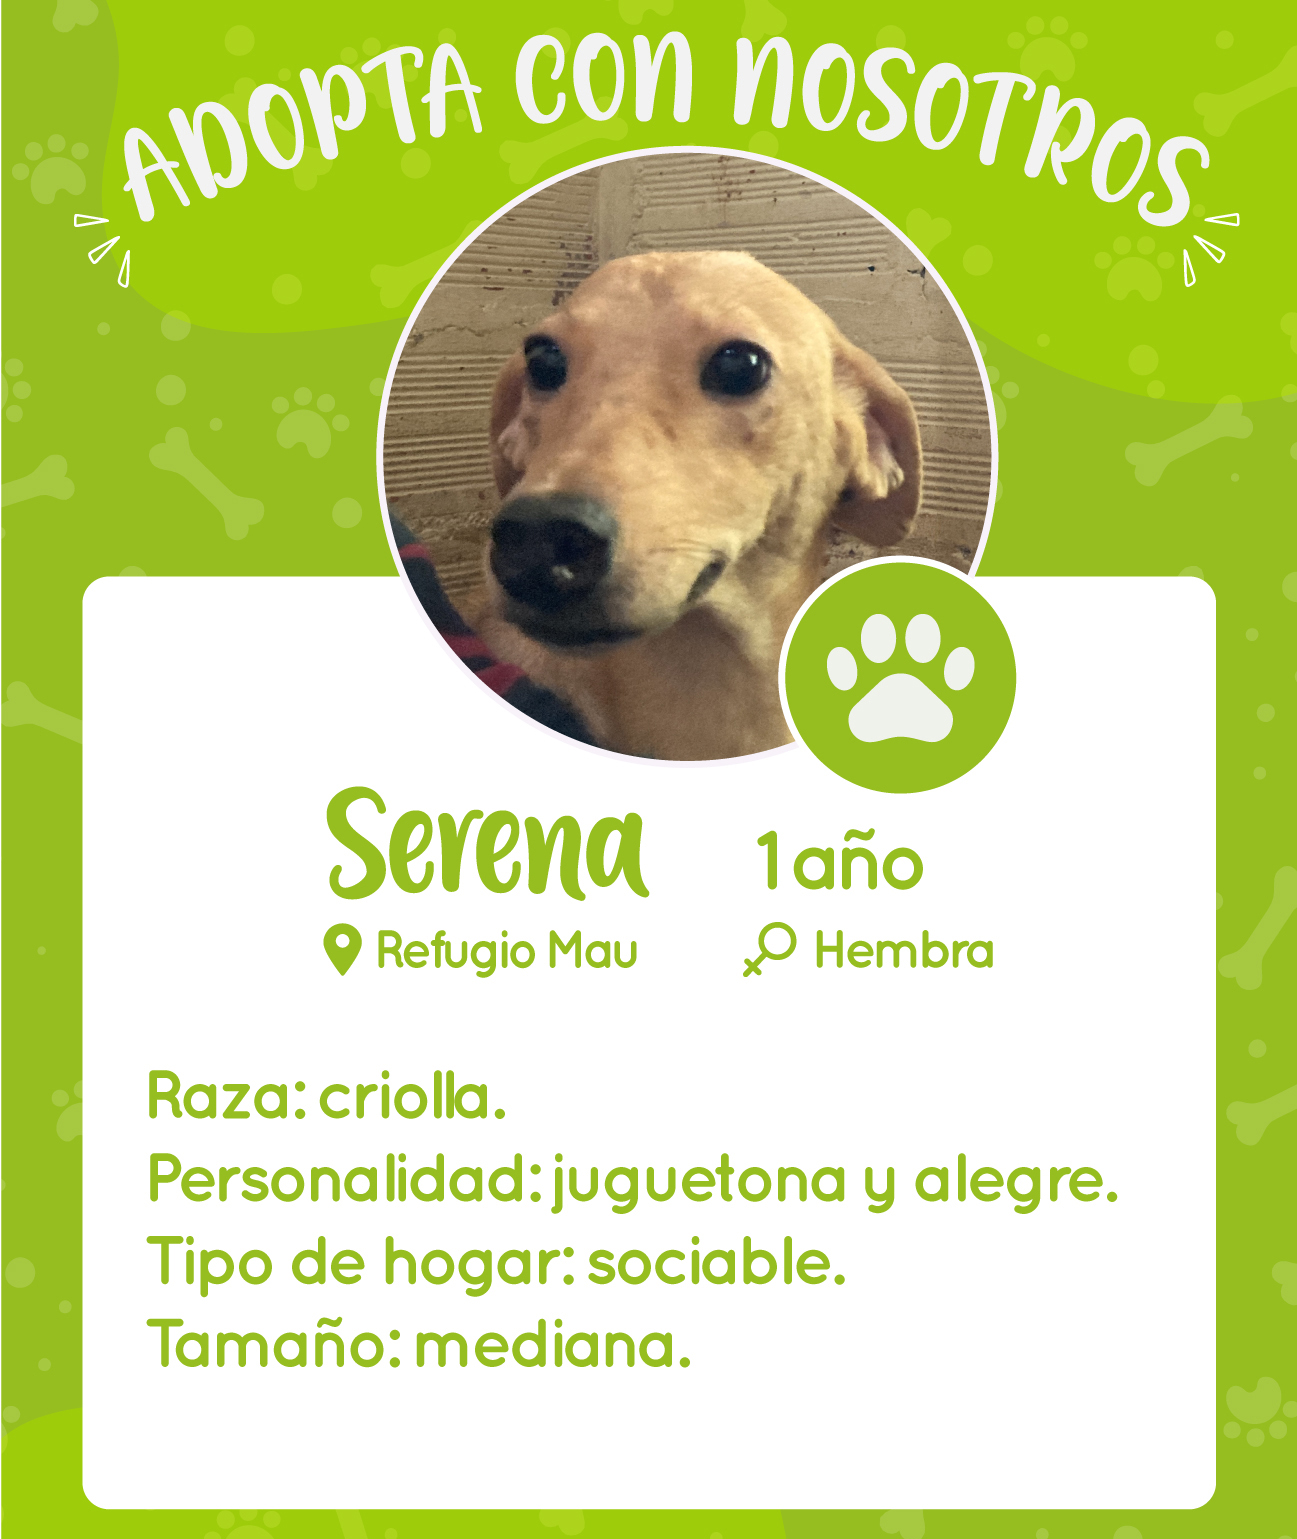 ADOPTA CON NOSOTROS
Serena
1 año
Refugio Mau
Hembra
Raza: criolla.
Personalidad: juguetona y alegre.
Tipo de hogar: sociable.
Tamaño: mediana.